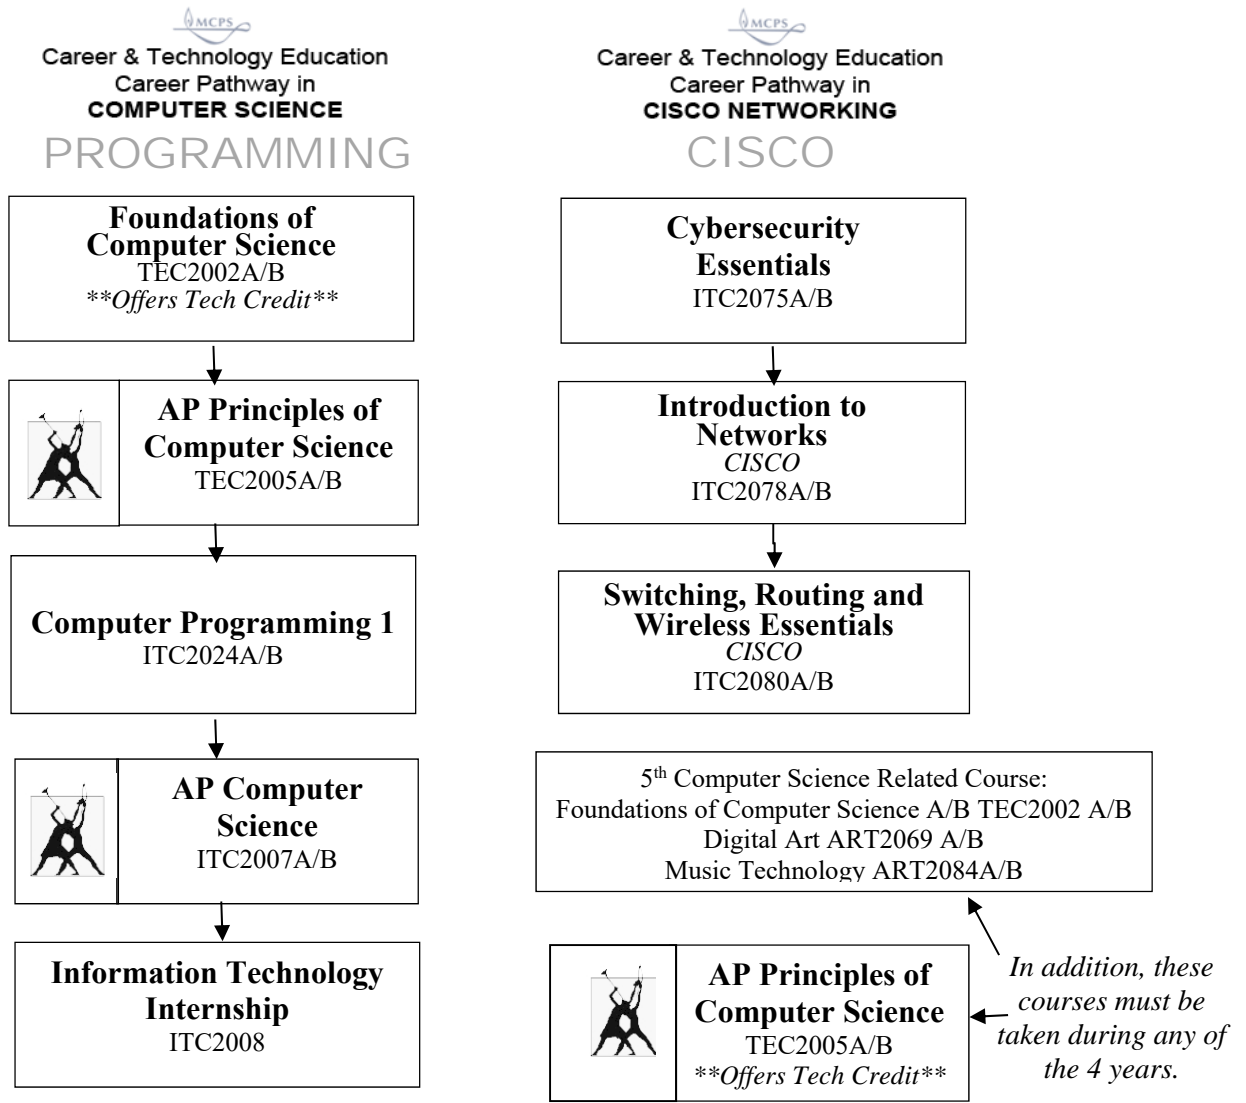 MCPS
Career & Technology Education
Career Pathway in
COMPUTER SCIENCE
PROGRAMMING
Foundations of
Computer Science
TEC2002A/B
**Offers Tech Credit**
AP Principles of
Computer Science
TEC2005A/B
Computer Programming 1
ITC2024A/B
AP Computer
Science
ITC2007A/B
Information Technology
Internship
ITC2008
MCPS
Career & Technology Education
Career Pathway in
CISCO NETWORKING
CISCO
Cybersecurity
Essentials
ITC2075A/B
Introduction to
Networks
CISCO
ITC2078A/B
Switching, Routing and
Wireless Essentials
CISCO
ITC2080A/B
5th Computer Science Related Course:
Foundations of Computer Science A/B TEC2002 A/B
Digital Art ART2069 A/B
Music Technology ART2084A/B
AP Principles of
Computer Science
TEC2005A/B
**Offers Tech Credit**
In addition, these
courses must be
taken during any of
the 4 years.